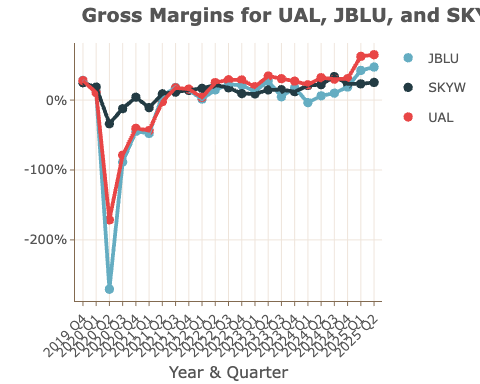 Gross Margins for UAL, JBLU, and SKY
JBLU
SKYW
UAL
0%
-100%
-200%
2019 Q4
2020 Q1
2020 Q2
2020 Q3
2020 Q4
2021 Q1
2021 Q2
2021 Q3
2021 Q4
2022 Q1
2022 Q2
2022 Q3
2022 Q4
2023 Q1
2023 Q2
2023 Q3
2023 Q4
2024 Q1
2024 Q2
2024 Q3
2024 Q4
2025 Q1
2025 Q2
Year & Quarter